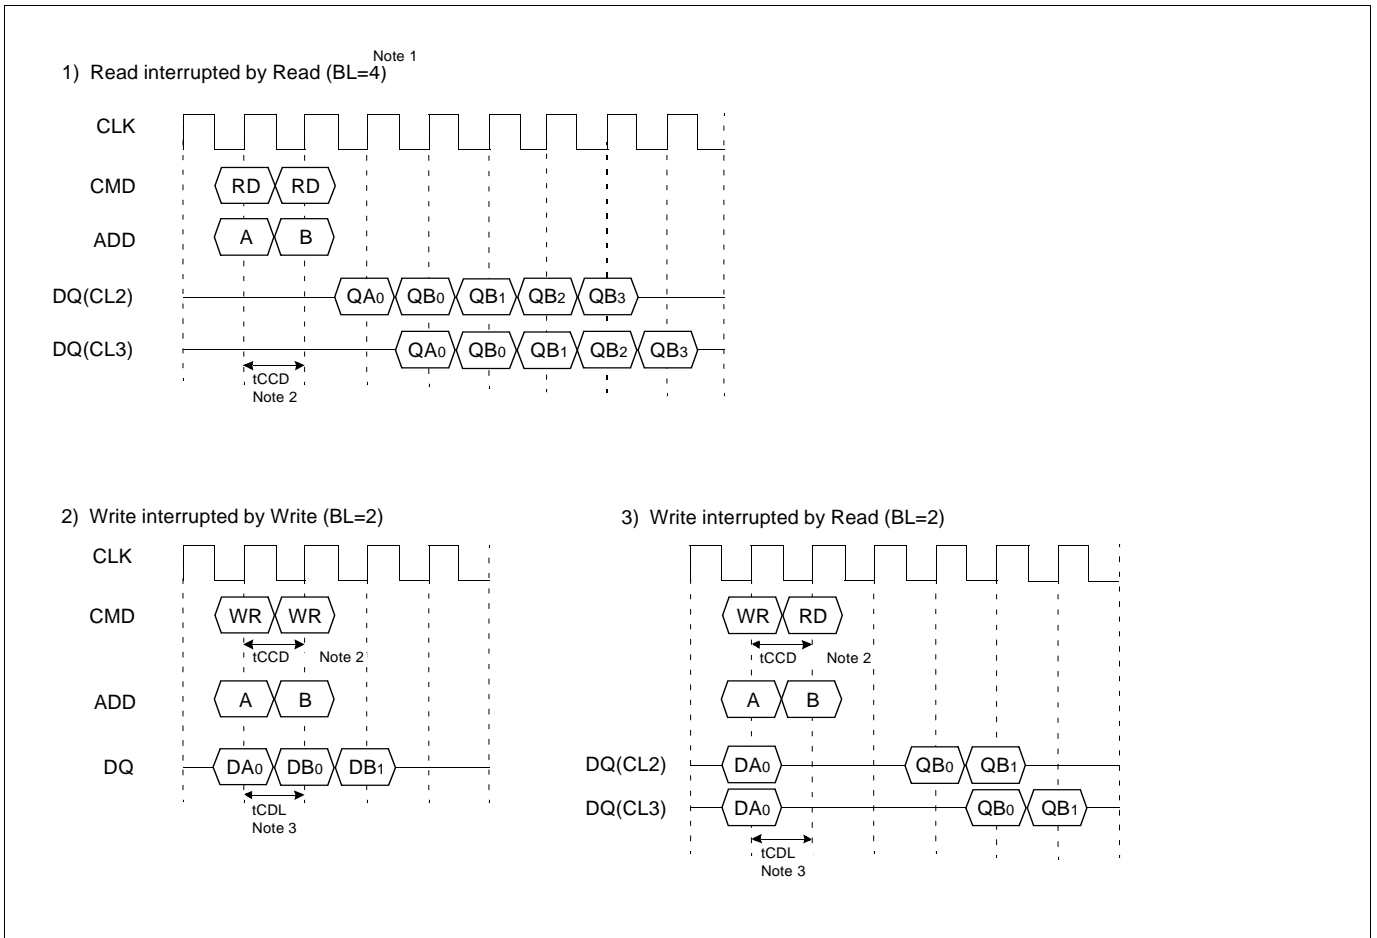 1) Read interrupted by Read (BL=4) Note 1
CLK
CMD RD RD
ADD A B
DQ(CL2) QA0 QB0 QB1 QB2 QB3
DQ(CL3) QA0 QB0 QB1 QB2 QB3
tCCD
Note 2
2) Write interrupted by Write (BL=2)
CLK
CMD WR WR
tCCD Note 2
ADD A B
DQ DA0 DB0 DB1
tCDL
Note 3
3) Write interrupted by Read (BL=2)
WR RD
tCCD Note 2
A B
DQ(CL2) DA0 QB0 QB1
DQ(CL3) DA0 QB0 QB1
tCDL
Note 3